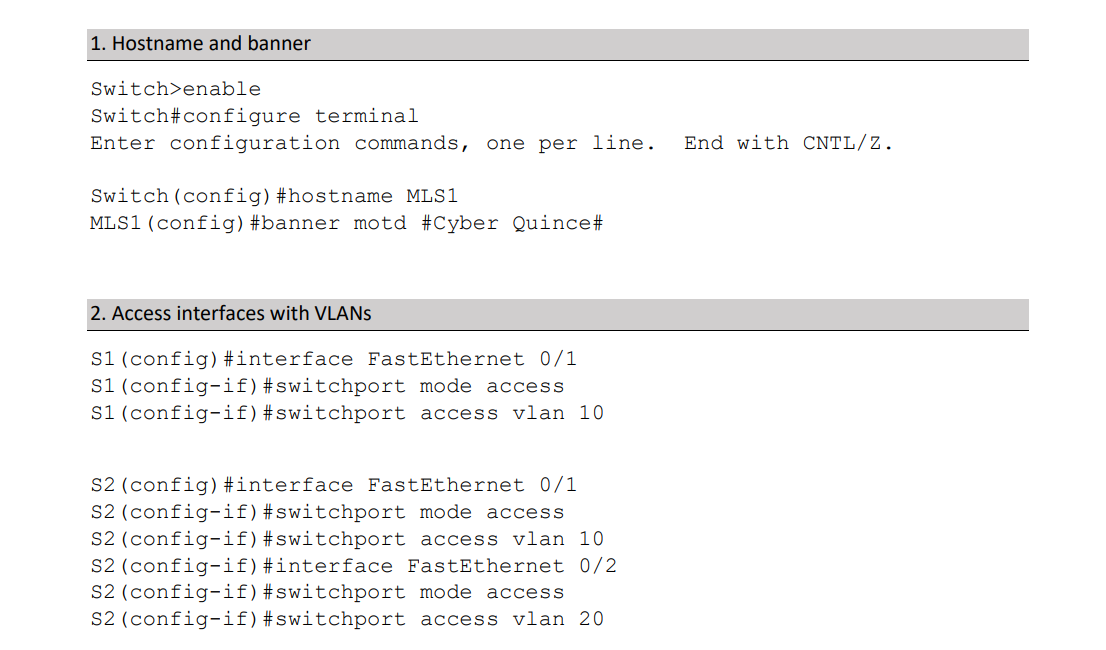 1. Hostname and banner
Switch>enable
Switch#configure terminal
Enter configuration commands, one per line.  End with CNTL/Z.
Switch(config)#hostname MLS1
MLS1(config)#banner motd #Cyber Quince#
2. Access interfaces with VLANs
S1(config)#interface FastEthernet 0/1
S1(config-if)#switchport mode access
S1(config-if)#switchport access vlan 10
S2(config)#interface FastEthernet 0/1
S2(config-if)#switchport mode access
S2(config-if)#switchport access vlan 10
S2(config-if)#interface FastEthernet 0/2
S2(config-if)#switchport mode access
S2(config-if)#switchport access vlan 20